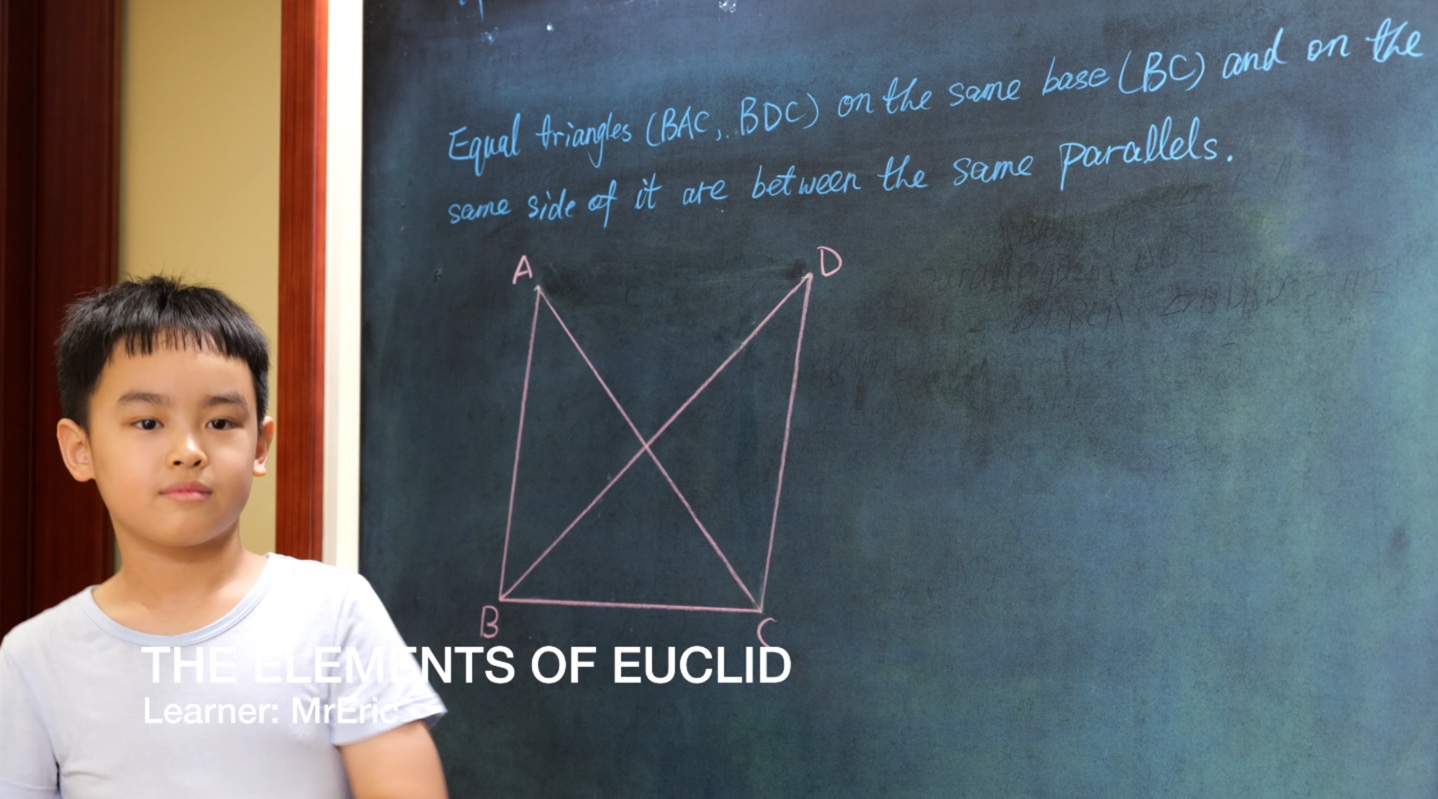 Equal triangles (BAC, BDC) on the same base (BC) and on the
same side of it are between the same parallels.
A
D
B
C
THE ELEMENTS OF EUCLID
Learner: MrEric